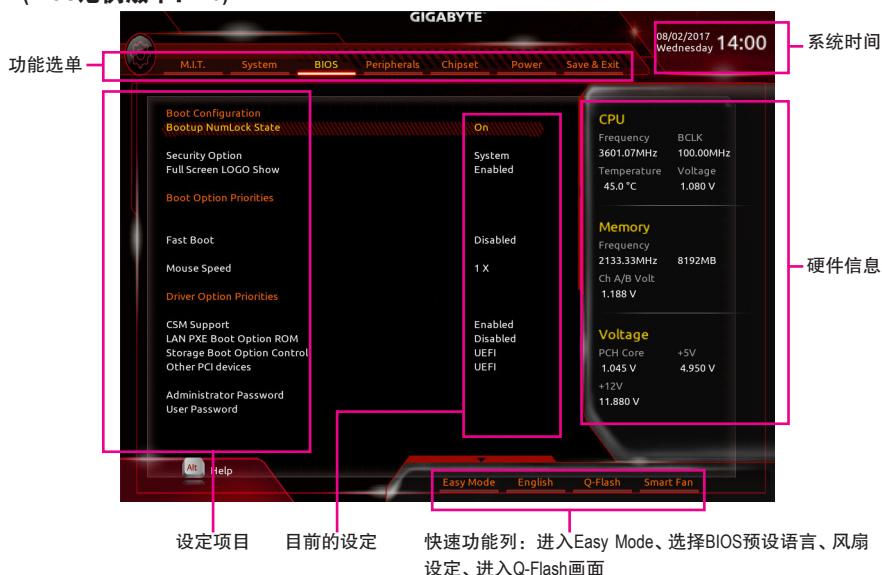 GIGABYTE
08/02/2017
Wednesday 14:00
系统时间
功能选单
M.I.T. System BIOS Peripherals Chipset Power Save & Exit
Boot Configuration
Bootup NumLock State On
Security Option System
Full Screen LOGO Show Enabled
Boot Option Priorities
Fast Boot Disabled
Mouse Speed 1 X
Driver Option Priorities
CSM Support Enabled
LAN PXE Boot Option ROM Disabled
Storage Boot Option Control UEFI
Other PCI devices UEFI
Administrator Password
User Password
CPU
Frequency BCLK
3601.07MHz 100.00MHz
Temperature Voltage
45.0 °C 1.080 V
Memory
Frequency
2133.33MHz 8192MB
Ch A/B Volt
1.188 V
Voltage
PCH Core +5V
1.045 V 4.950 V
+12V
11.880 V
硬件信息
Alt Help
Easy Mode English Q-Flash Smart Fan
设定项目
目前的设定
快速功能列：进入Easy Mode、选择BIOS预设语言、风扇
设定、进入Q-Flash画面